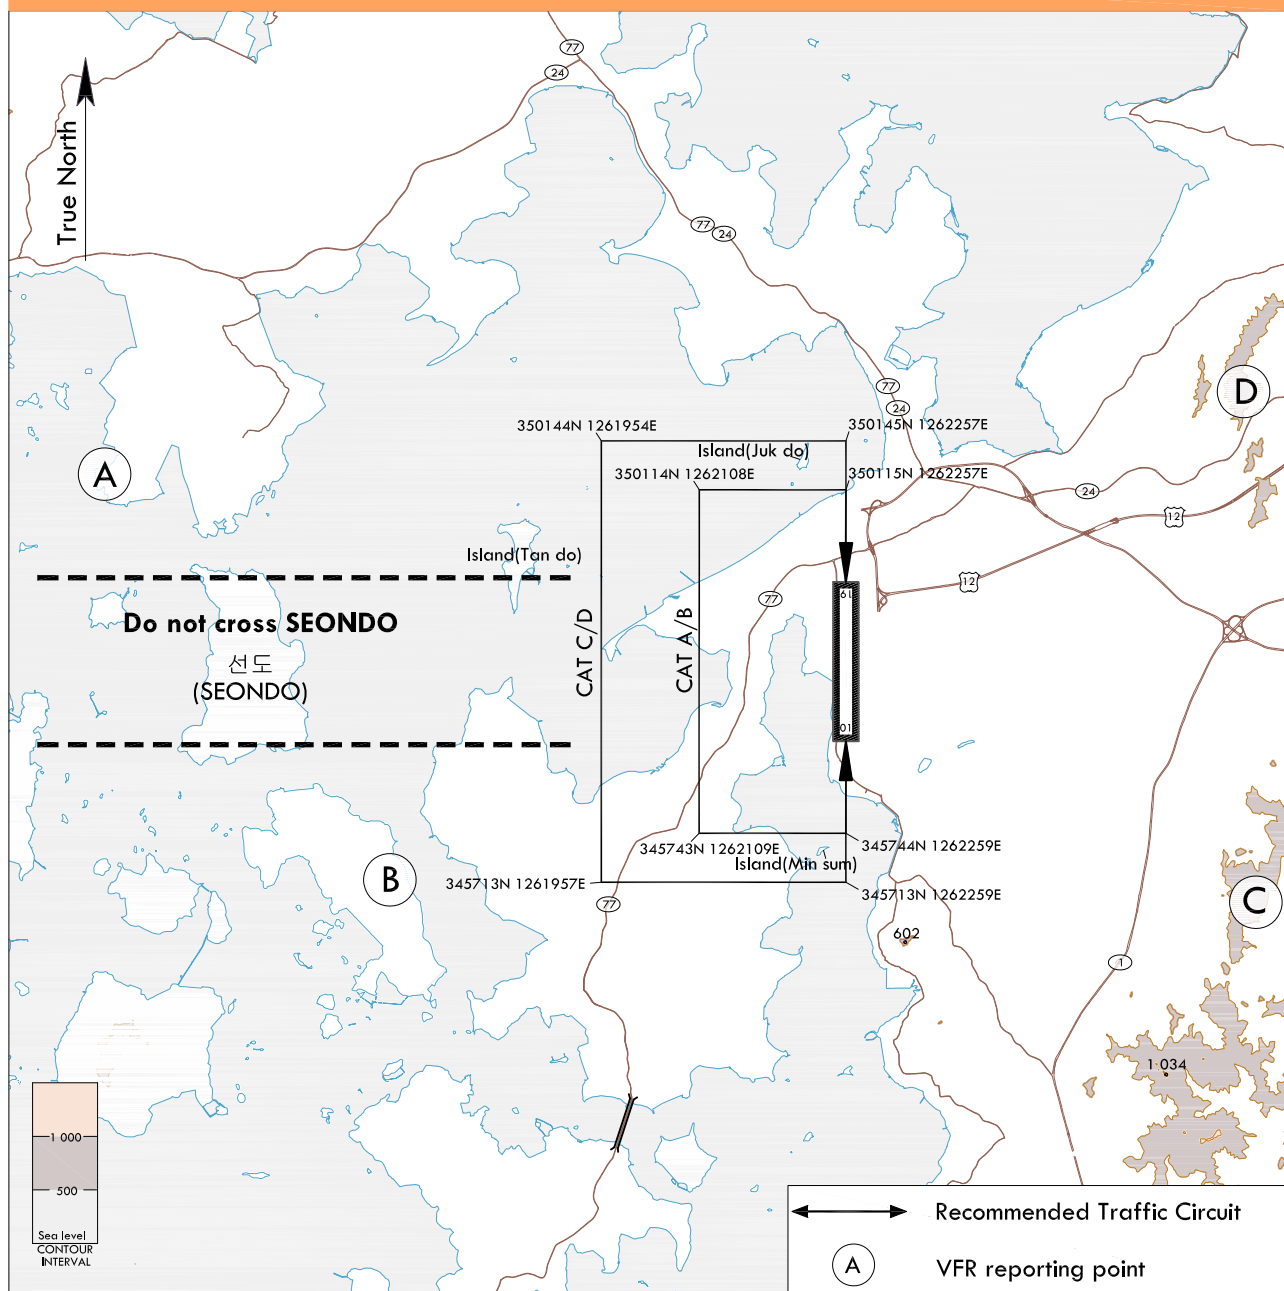 77
24
True North
77
24
D
77
24
350144N 1261954E
350145N 1262257E
Island(Juk do)
A
350114N 1262108E
350115N 1262257E
24
12
Island(Tan do)
12
19
77
Do not cross SEONDO
CAT C/D
CAT A/B
선도
(SEONDO)
01
345743N 1262109E
345744N 1262259E
Island(Min sum)
B
345713N 1261957E
345713N 1262259E
C
77
602
1
1 034
1 000
500
Sea level
CONTOUR
INTERVAL
Recommended Traffic Circuit
A
VFR reporting point